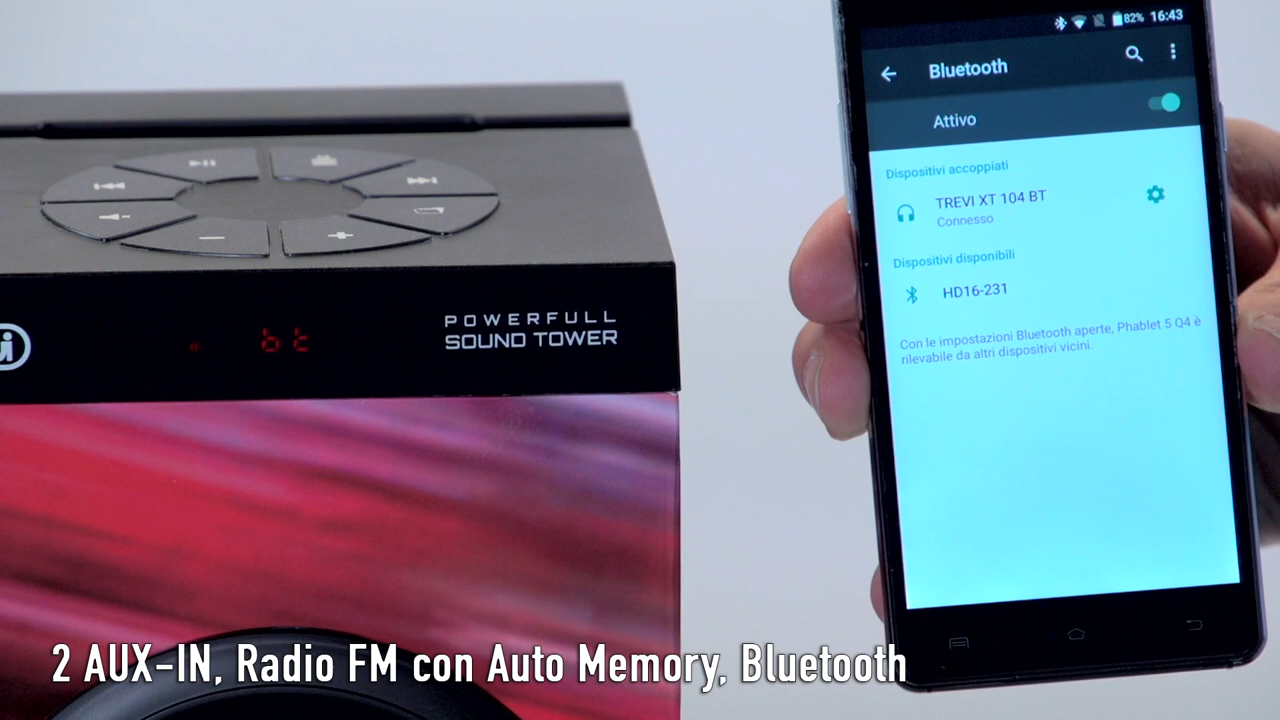 82% 16:43
Bluetooth
Attivo
Dispositivi accoppiati
TREVI XT 104 BT
Connesso
Dispositivi disponibili
HD16-231
Con le impostazioni Bluetooth aperte, Phablet 5 Q4 è
rilevabile da altri dispositivi vicini.
bt
POWERFULL
SOUND TOWER
2 AUX-IN, Radio FM con Auto Memory, Bluetooth